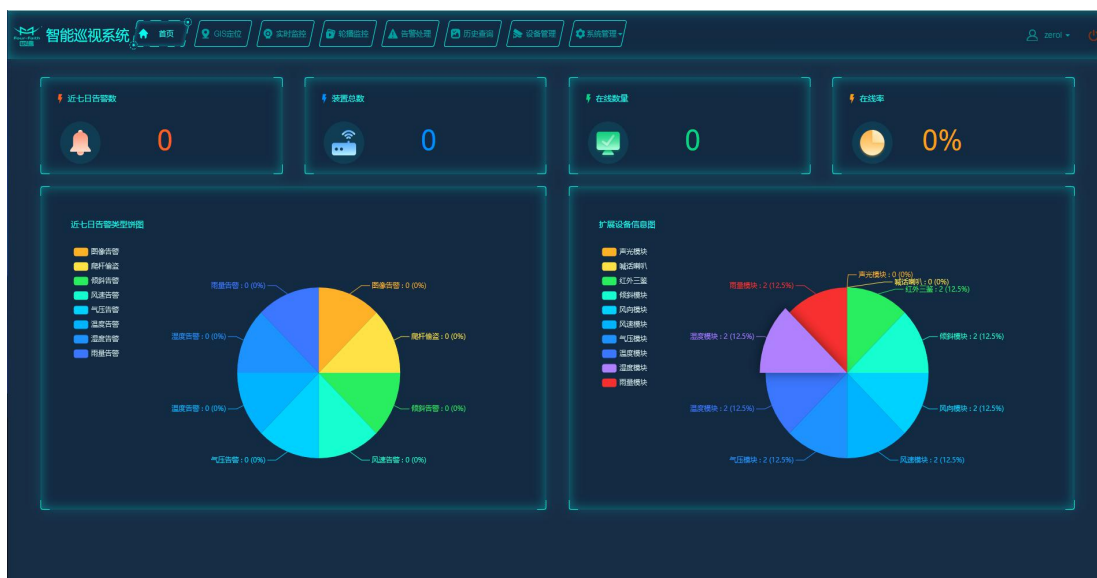 Four-Faith
智能巡视系统
首页
GIS定位
实时监控
轮播监控
告警处理
历史查询
设备管理
系统管理
zerol
近七日告警数
0
装置总数
0
在线数量
0
在线率
0%
近七日告警类型饼图
图像告警
爬杆偷盗
倾斜告警
风速告警
气压告警
温度告警
湿度告警
雨量告警
雨量告警 : 0 (0%)
图像告警 : 0 (0%)
湿度告警 : 0 (0%)
爬杆偷盗 : 0 (0%)
温度告警 : 0 (0%)
倾斜告警 : 0 (0%)
气压告警 : 0 (0%)
风速告警 : 0 (0%)
扩展设备信息图
声光模块
喊话喇叭
红外三鉴
倾斜模块
风向模块
风速模块
气压模块
温度模块
湿度模块
雨量模块
声光模块 : 0 (0%)
喊话喇叭 : 0 (0%)
雨量模块 : 2 (12.5%)
红外三鉴 : 2 (12.5%)
湿度模块 : 2 (12.5%)
倾斜模块 : 2 (12.5%)
温度模块 : 2 (12.5%)
风向模块 : 2 (12.5%)
气压模块 : 2 (12.5%)
风速模块 : 2 (12.5%)